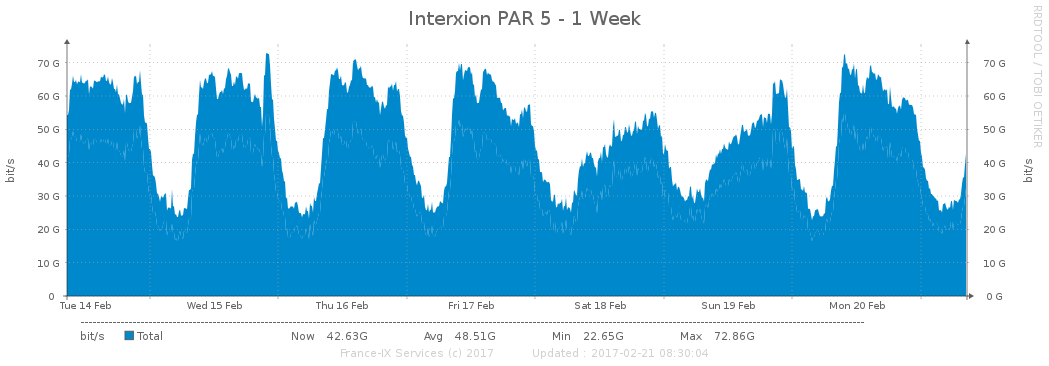 Interxion PAR 5 - 1 Week
RRDTOOL / TOBI OETIKER
bit/s
bit/s
70 G 70 G
60 G 60 G
50 G 50 G
40 G 40 G
30 G 30 G
20 G 20 G
10 G 10 G
0 0 G
Tue 14 Feb Wed 15 Feb Thu 16 Feb Fri 17 Feb Sat 18 Feb Sun 19 Feb Mon 20 Feb
bit/s Total Now 42.63G Avg 48.51G Min 22.65G Max 72.86G
France-IX Services (c) 2017 Updated : 2017-02-21 08:30:04